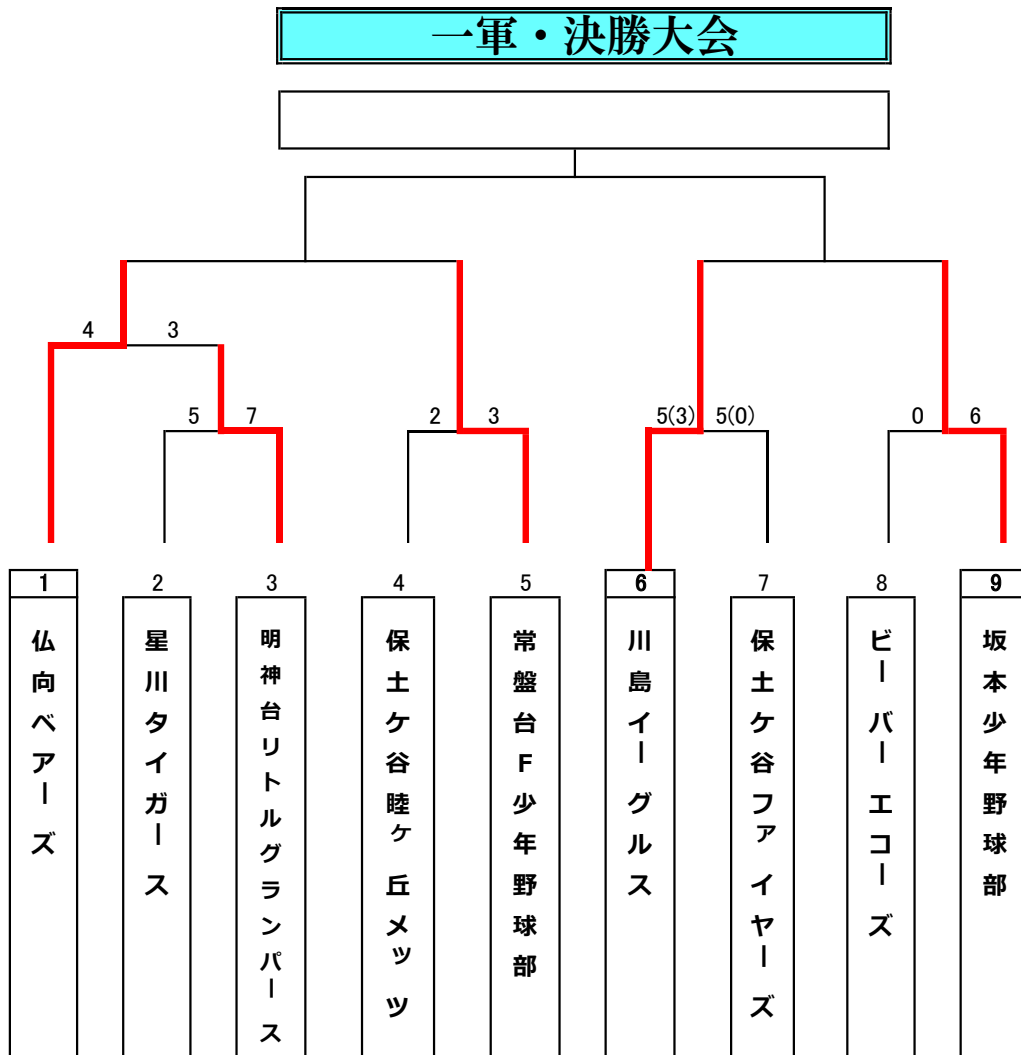 一軍・決勝大会
4 3
5 7 2 3 5(3) 5(0) 0 6
1 2 3 4 5 6 7 8 9
仏向ベアーズ
星川タイガース
明神台リトルグランパース
保土ケ谷睦ケ丘メッツ
常盤台F少年野球部
川島イーグルス
保土ケ谷ファイヤーズ
ビーバーエコーズ
坂本少年野球部